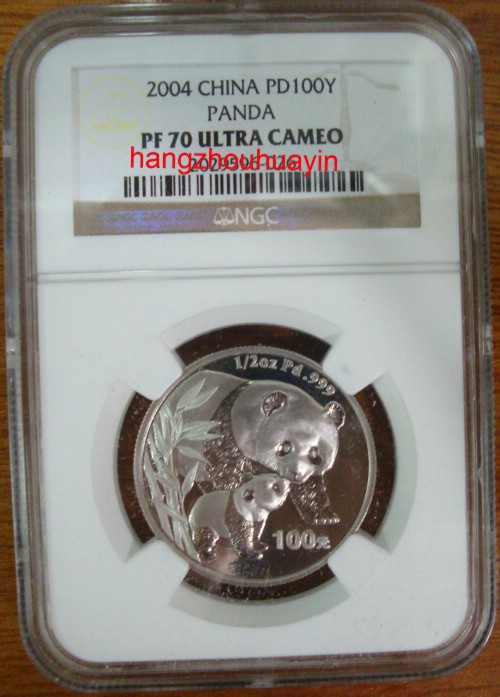 2004 CHINA PD100Y
PANDA
PF 70 ULTRA CAMEO
hangzhouhuayin
NGC
1/2oz Pd .999
100元